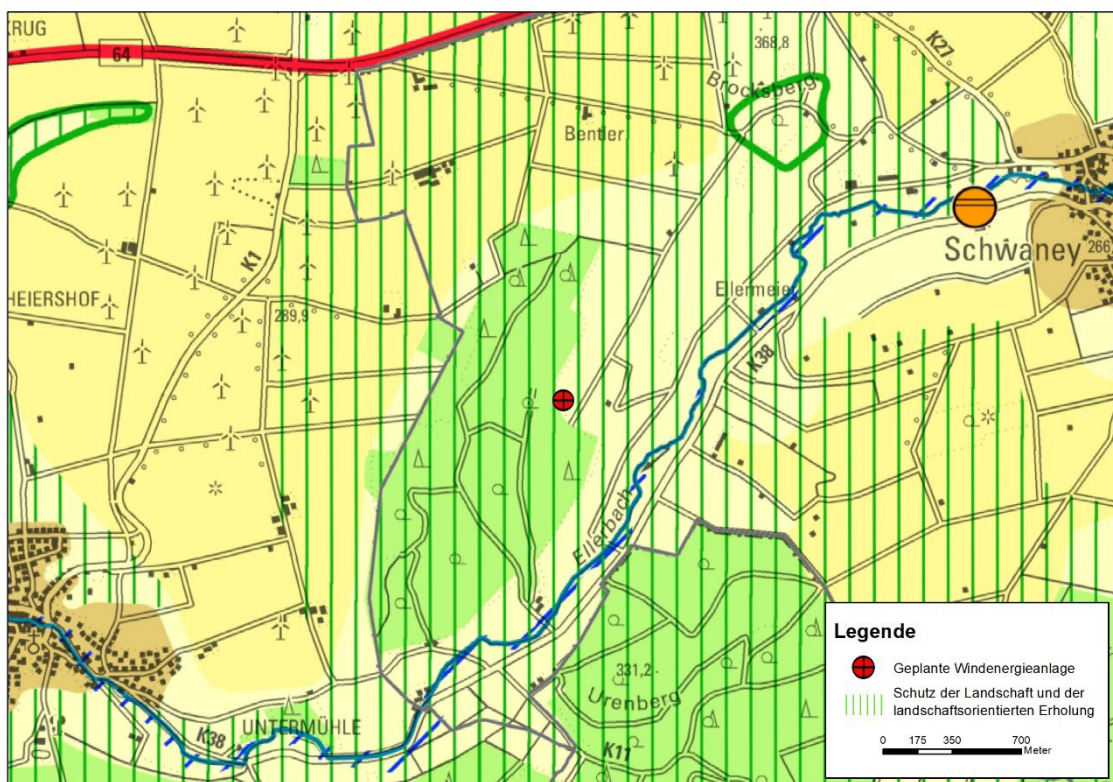 KRUG
64
368,8
K27
Brocksberg
Bentler
K1
Schwaney
266
HEIERSHOF
Ellermeier
289,9
K38
Ellerbach
331,2
Urenberg
UNTERMÜHLE
K38
K11
Legende
Geplante Windenergieanlage
Schutz der Landschaft und der
landschaftsorientierten Erholung
0 175 350 700
Meter